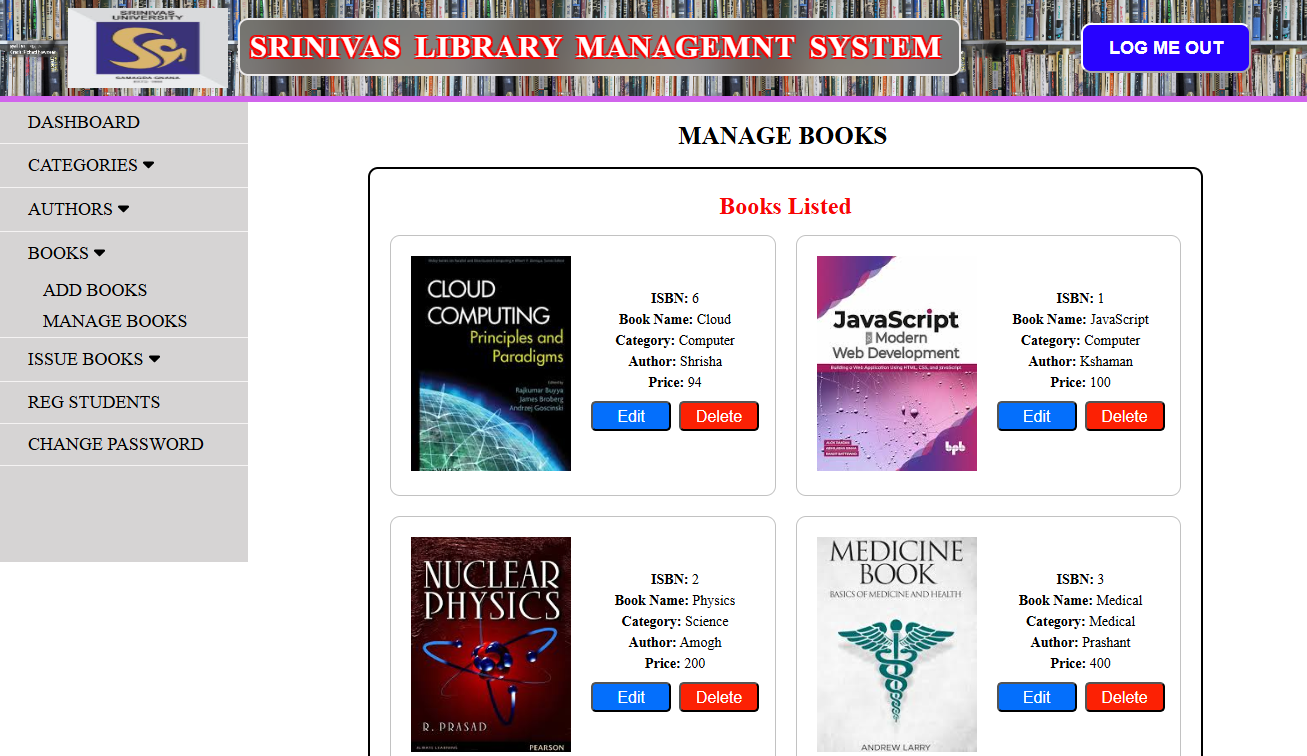 SRINIVAS
UNIVERSITY
SAMAGRA GNANA
SRINIVAS LIBRARY MANAGEMNT SYSTEM
LOG ME OUT
DASHBOARD
CATEGORIES
AUTHORS
BOOKS
ADD BOOKS
MANAGE BOOKS
ISSUE BOOKS
REG STUDENTS
CHANGE PASSWORD
MANAGE BOOKS
Books Listed
CLOUD
COMPUTING
Principles and
Paradigms
Edited by
Rajkumar Buyya
James Broberg
Andrzej Goscinski
ISBN: 6
Book Name: Cloud
Category: Computer
Author: Shrisha
Price: 94
Edit Delete
JavaScript
for Modern
Web Development
Building a Web Application Using HTML, CSS, and JavaScript
bpb
ISBN: 1
Book Name: JavaScript
Category: Computer
Author: Kshaman
Price: 100
Edit Delete
NUCLEAR
PHYSICS
R. PRASAD
PEARSON
ISBN: 2
Book Name: Physics
Category: Science
Author: Amogh
Price: 200
Edit Delete
MEDICINE
BOOK
BASICS OF MEDICINE AND HEALTH
ANDREW LARRY
ISBN: 3
Book Name: Medical
Category: Medical
Author: Prashant
Price: 400
Edit Delete